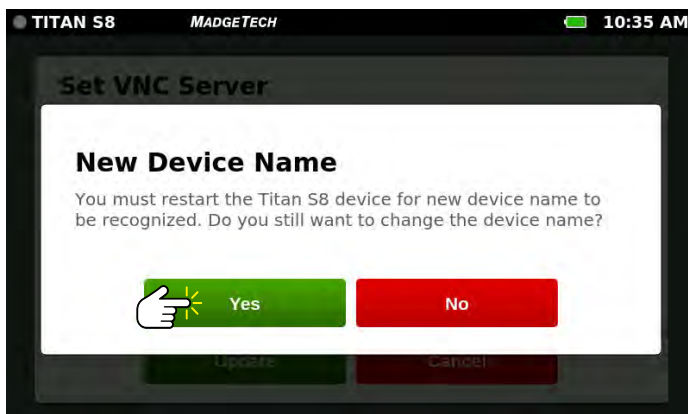 TITAN S8 MADGETECH 10:35 AM
Set VNC Server
New Device Name
You must restart the Titan S8 device for new device name to
be recognized. Do you still want to change the device name?
Yes No
Update Cancel